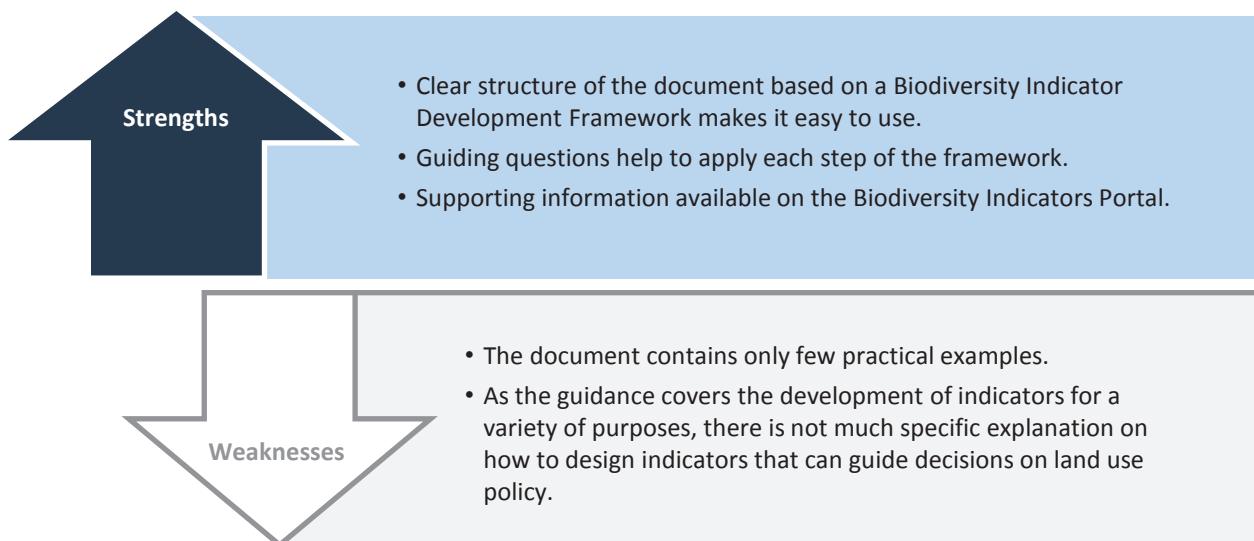 Strengths
• Clear structure of the document based on a Biodiversity Indicator
Development Framework makes it easy to use.
• Guiding questions help to apply each step of the framework.
• Supporting information available on the Biodiversity Indicators Portal.
Weaknesses
• The document contains only few practical examples.
• As the guidance covers the development of indicators for a
variety of purposes, there is not much specific explanation on
how to design indicators that can guide decisions on land use
policy.